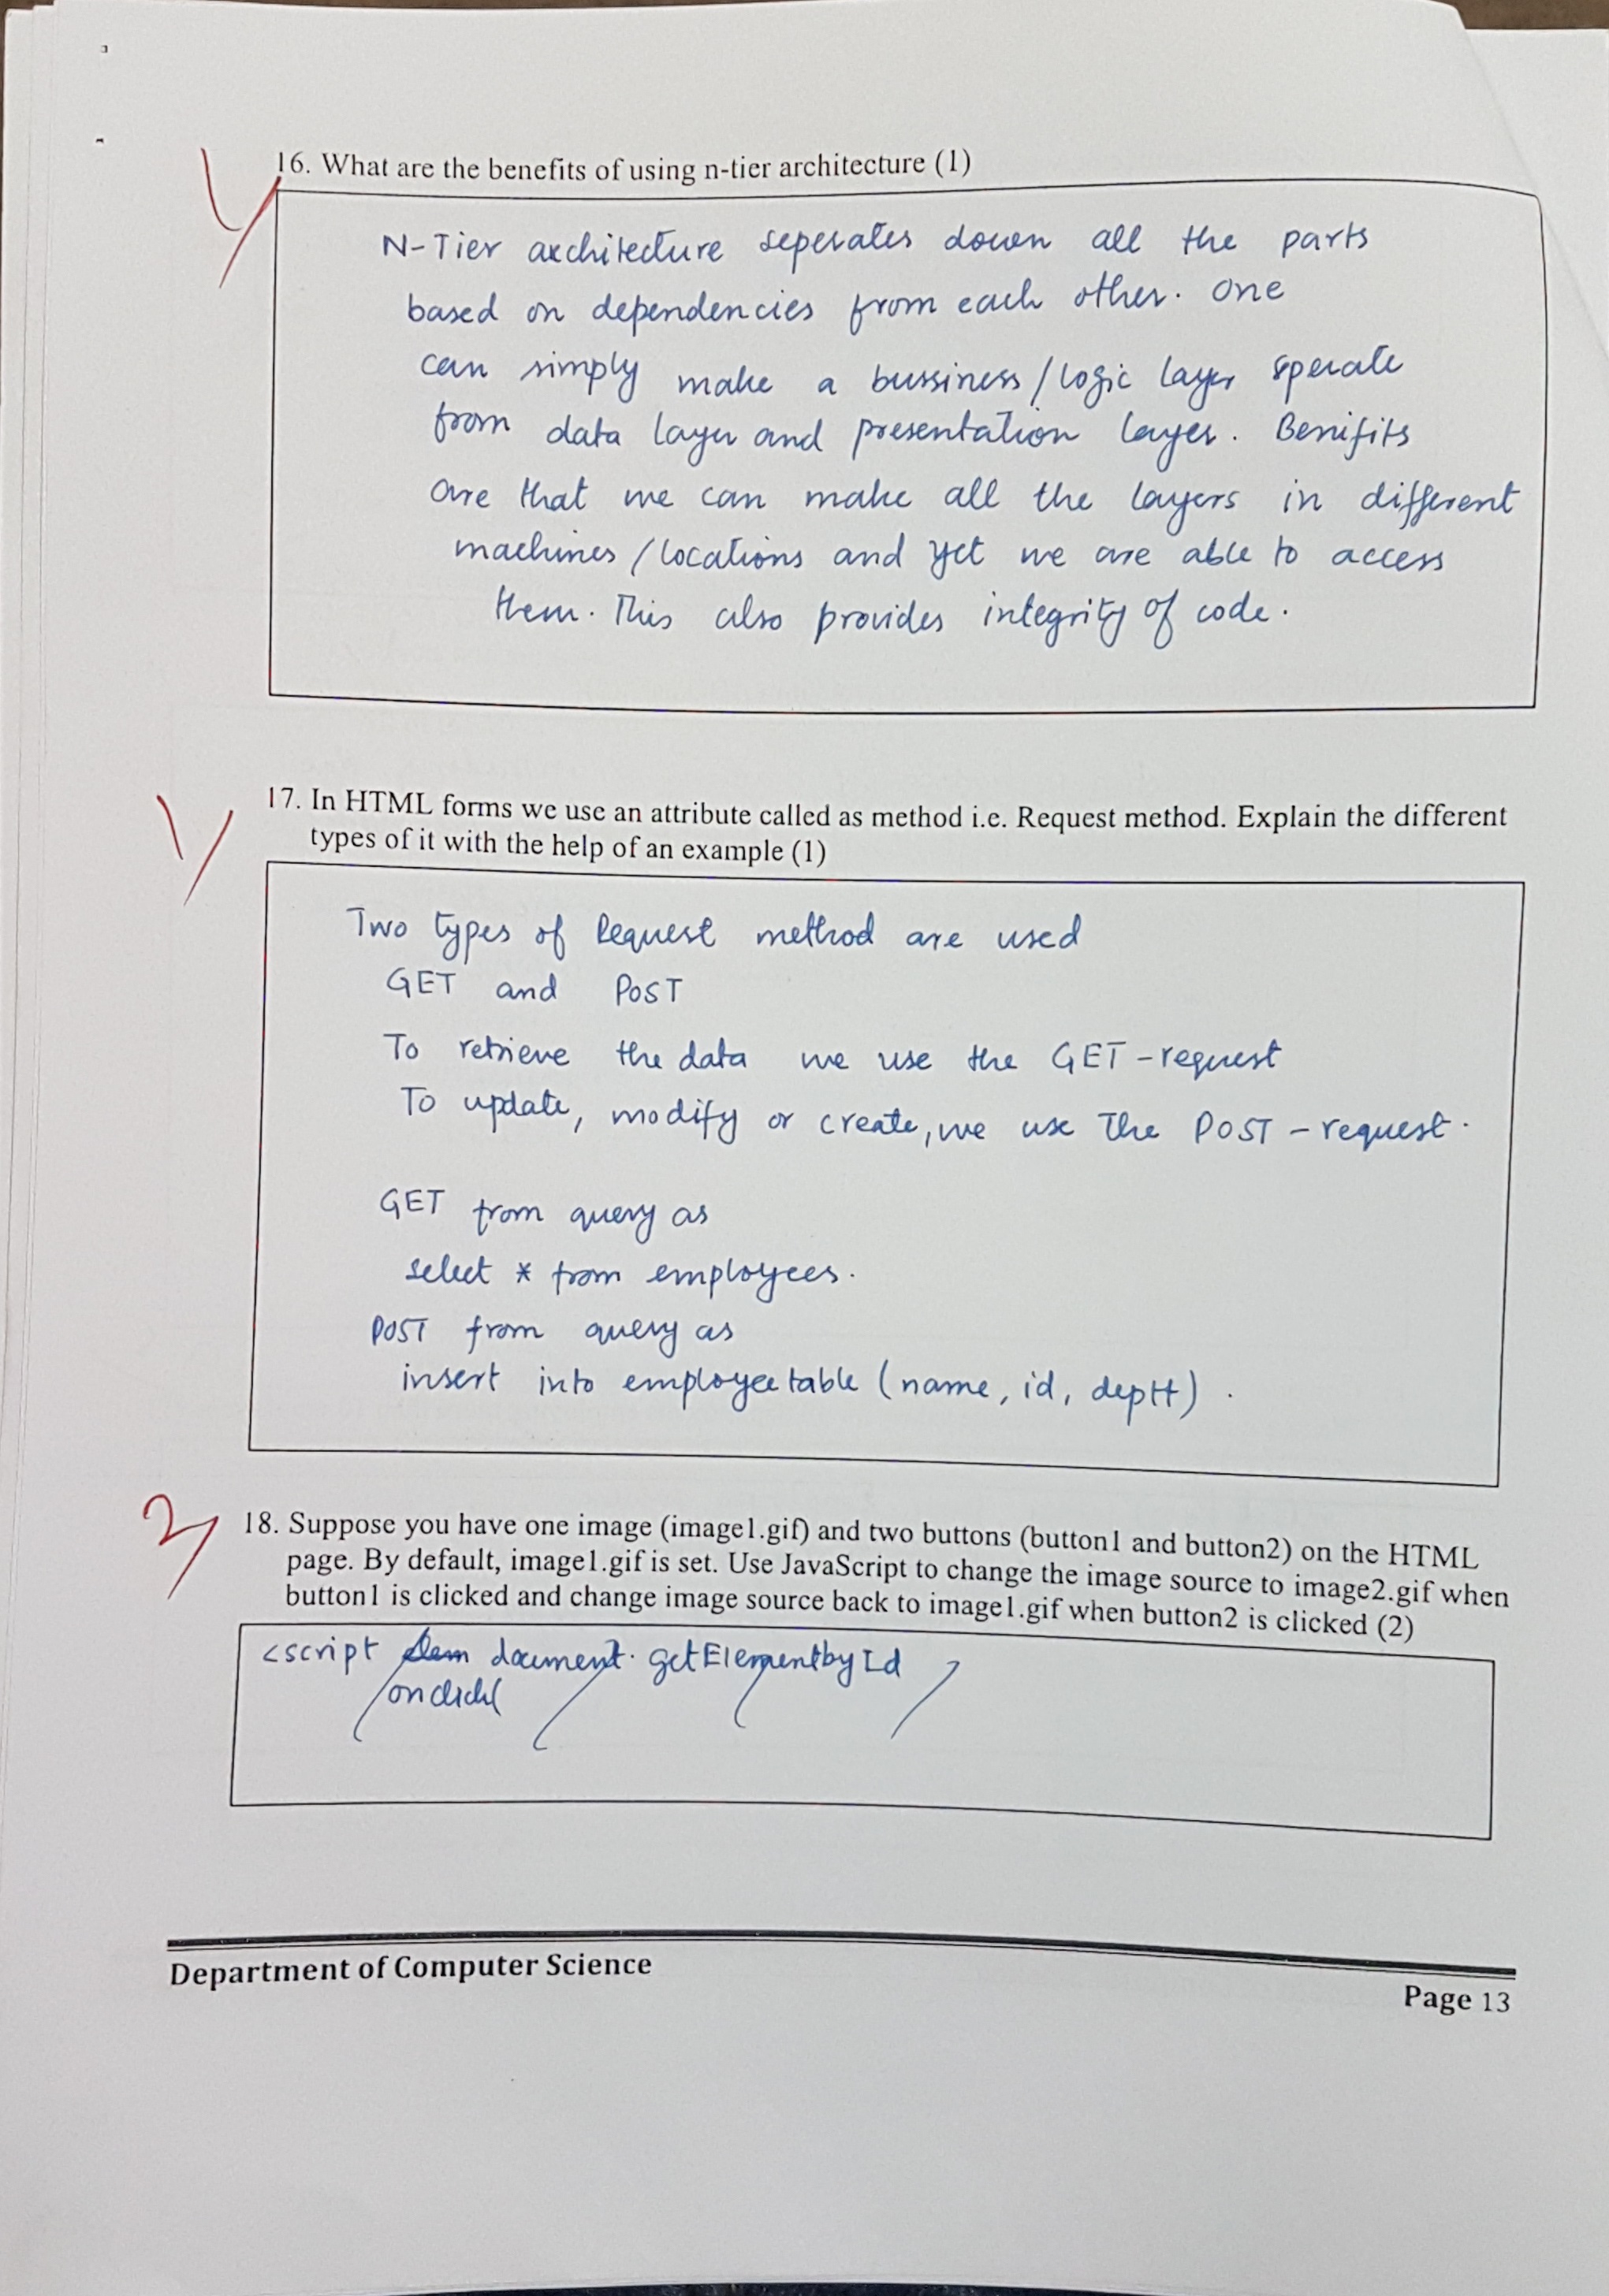 1/
16. What are the benefits of using n-tier architecture (1)
N-Tier architecture seperates down all the parts
based on dependencies from each other. One
can simply make a bussiness/logic layer sperate
from data layer and presentation layer. Benifits
are that we can make all the layers in different
machines/locations and yet we are able to access
them. This also provides integrity of code.
1/
17. In HTML forms we use an attribute called as method i.e. Request method. Explain the different
types of it with the help of an example (1)
Two types of Request method are used
GET and POST
To retrieve the data we use the GET-request
To update, modify or create, we use the POST-request.
GET from query as
select * from employees.
POST from query as
insert into employee table (name, id, deptt).
2/
18. Suppose you have one image (image1.gif) and two buttons (button1 and button2) on the HTML
page. By default, image1.gif is set. Use JavaScript to change the image source to image2.gif when
button1 is clicked and change image source back to image1.gif when button2 is clicked (2)
<script document.getElementbyId
Department of Computer Science
Page 13